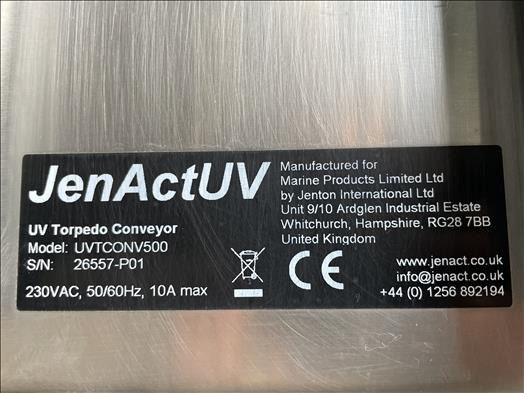 JenActUV
UV Torpedo Conveyor
Model: UVTCONV500
S/N: 26557-P01
230VAC, 50/60Hz, 10A max
Manufactured for
Marine Products Limited Ltd
by Jenton International Ltd
Unit 9/10 Ardglen Industrial Estate
Whitchurch, Hampshire, RG28 7BB
United Kingdom
CE
www.jenact.co.uk
info@jenact.co.uk
+44 (0) 1256 892194